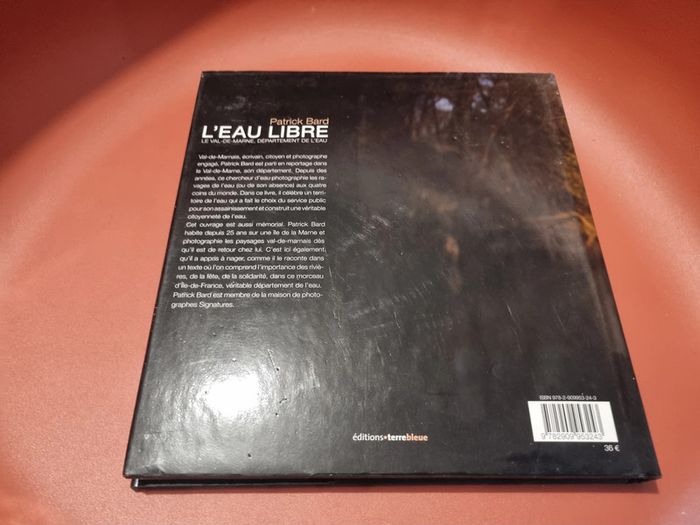 Patrick Bard
L'EAU LIBRE
LE VAL-DE-MARNE, DÉPARTEMENT DE L'EAU
Val-de-Marnais, écrivain, citoyen et photographe
engagé, Patrick Bard est parti en reportage dans
le Val-de-Marne, son département. Depuis des
années, ce chercheur d'eau photographie les ra-
vages de l'eau (ou de son absence) aux quatre
coins du monde. Dans ce livre, il célèbre un ter-
ritoire de l'eau qui a fait le choix du service public
pour son assainissement et construit une véritable
citoyenneté de l'eau.
Cet ouvrage est aussi mémorial. Patrick Bard
habite depuis 25 ans sur une île de la Marne et
photographie les paysages val-de-marnais dès
qu'il est de retour chez lui. C'est ici également,
qu'il a appris à nager, comme il le raconte dans
un texte où l'on comprend l'importance des riviè-
res, de la fête, de la solidarité, dans ce morceau
d'Île-de-France, véritable département de l'eau.
Patrick Bard est membre de la maison de photo-
graphes Signatures.
ISBN 978-2-909953-24-3
9 782909 953243
36 €
éditions•terrebleue